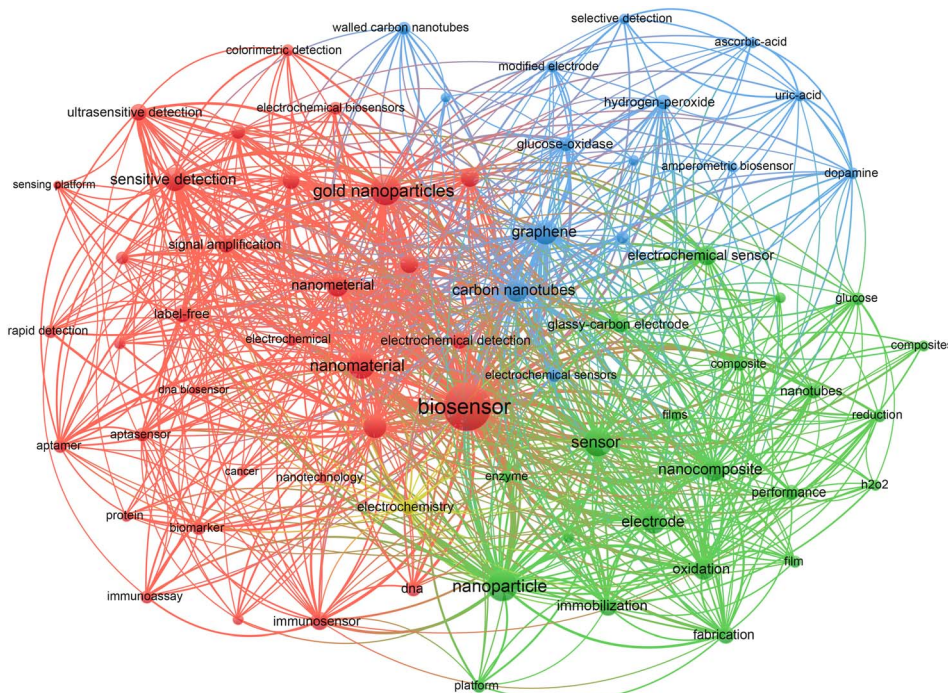 walled carbon nanotubes
selective detection
ascorbic-acid
colorimetric detection
modified electrode
ultrasensitive detection
electrochemical biosensors
hydrogen-peroxide
uric-acid
glucose-oxidase
sensing platform
sensitive detection
gold nanoparticles
amperometric biosensor
dopamine
graphene
signal amplification
electrochemical sensor
nanometerial
carbon nanotubes
glucose
label-free
glassy-carbon electrode
rapid detection
electrochemical
electrochemical detection
composites
nanomaterial
electrochemical sensors
composite
dna biosensor
nanotubes
biosensor
films
reduction
aptamer
aptasensor
sensor
cancer
nanotechnology
enzyme
nanocomposite
h2o2
performance
electrochemistry
protein
biomarker
electrode
film
oxidation
nanoparticle
immunoassay
dna
immobilization
immunosensor
fabrication
platform